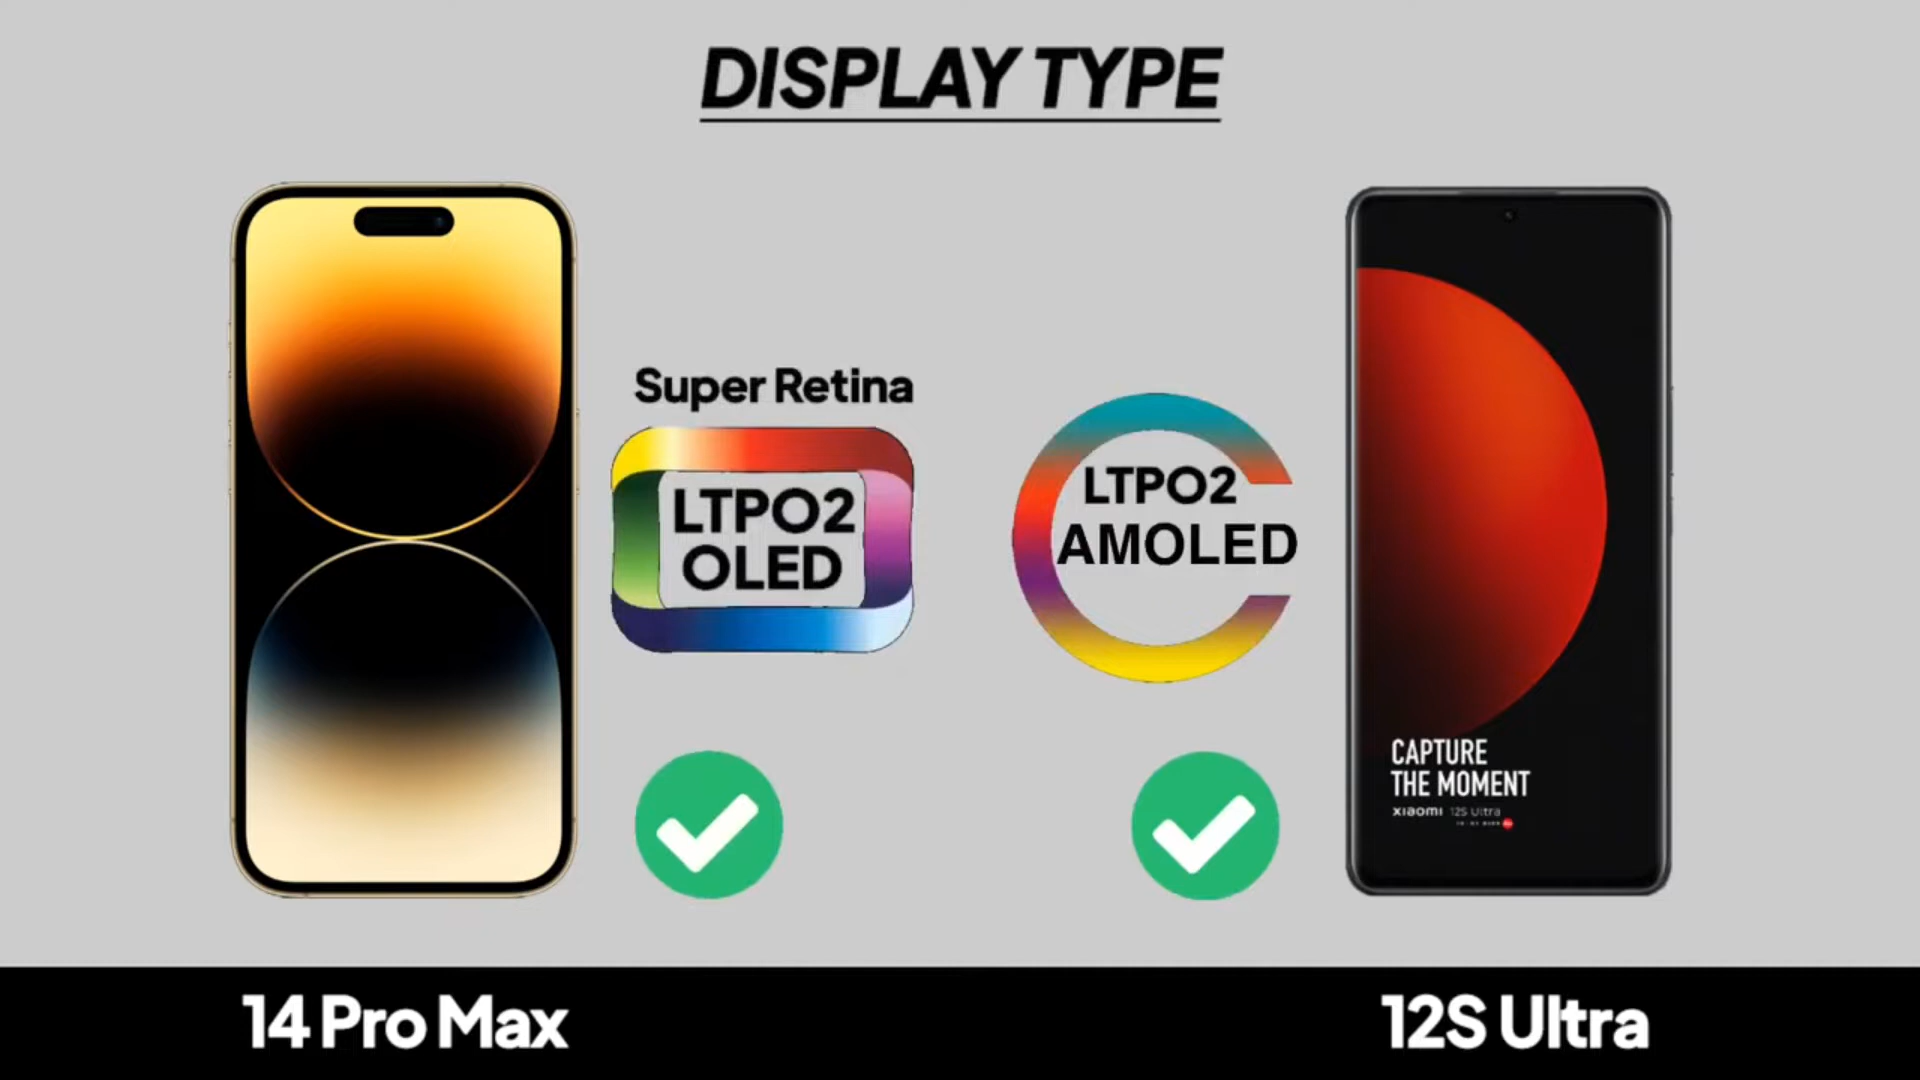 DISPLAY TYPE
Super Retina
LTPO2
OLED
LTPO2
AMOLED
CAPTURE
THE MOMENT
xiaomi 12S Ultra
14 Pro Max
12S Ultra